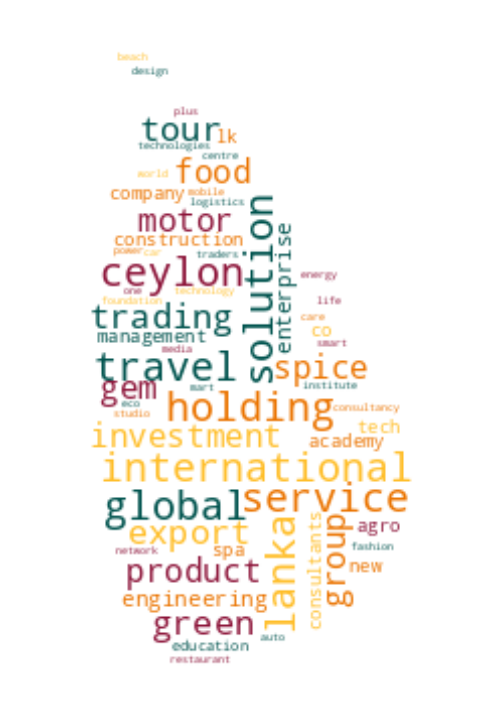 beach
design
plus
tour
lk
technologies
centre
food
world
company
mobile
logistics
solution
motor
enterprise
construction
power
car
traders
ceylon
energy
one
technology
foundation
life
trading
care
co
management
smart
media
travel
spice
gem
mart
institute
eco
holding
studio
consultancy
tech
investment
academy
international
global
service
lanka
consultants
group
agro
export
fashion
network
spa
new
product
engineering
green
auto
education
restaurant